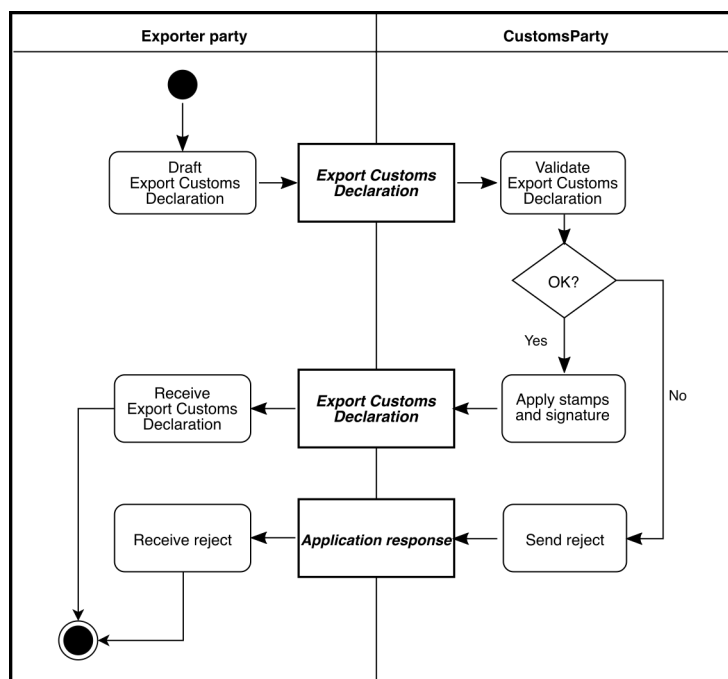 Exporter party
CustomsParty
Draft
Export Customs
Declaration
Export Customs
Declaration
Validate
Export Customs
Declaration
OK?
Yes
No
Receive
Export Customs
Declaration
Export Customs
Declaration
Apply stamps
and signature
Receive reject
Application response
Send reject